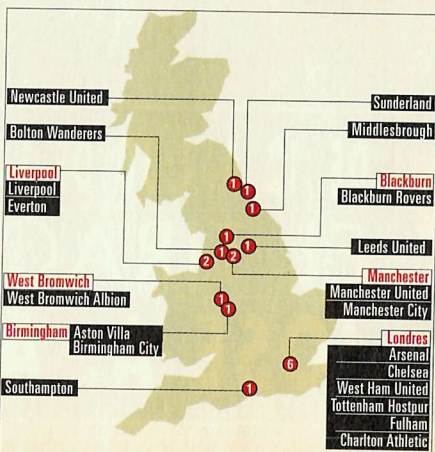 Newcastle United
Bolton Wanderers
Liverpool
Liverpool
Everton
West Bromwich
West Bromwich Albion
Birmingham
Aston Villa
Birmingham City
Southampton
Sunderland
Middlesbrough
Blackburn
Blackburn Rovers
Leeds United
Manchester
Manchester United
Manchester City
Londres
Arsenal
Chelsea
West Ham United
Tottenham Hostpur
Fulham
Charlton Athletic
1
1
1
1
1
1
2
2
1
1
6
1